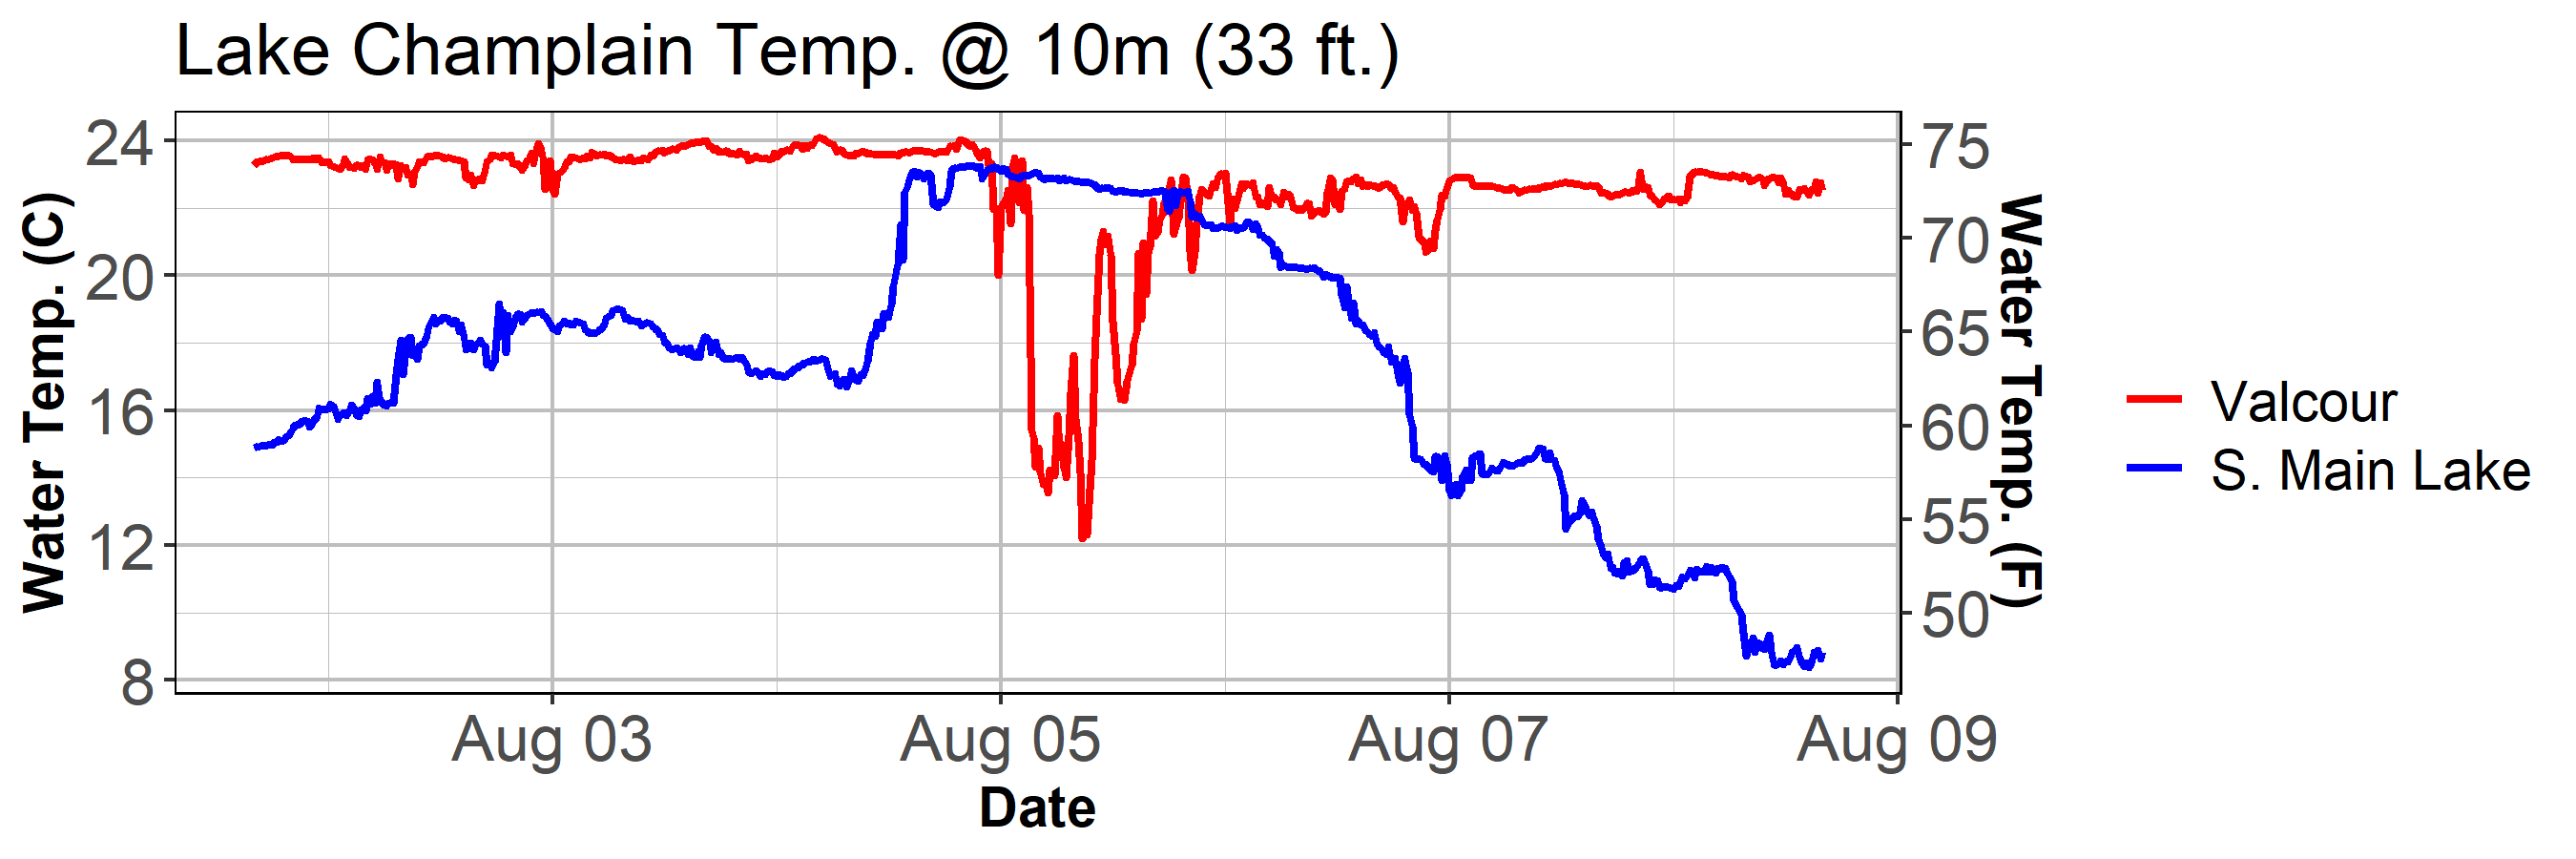 Lake Champlain Temp. @ 10m (33 ft.)
Water Temp. (C)
24
20
16
12
8
75
70
65
60
55
50
Water Temp. (F)
Aug 03
Aug 05
Aug 07
Aug 09
Date
Valcour
S. Main Lake